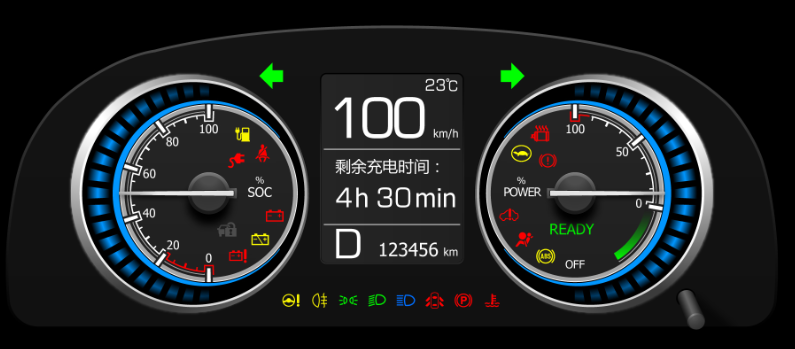 23℃
100 km/h
剩余充电时间：
4h 30min
D 123456 km
100
80
60
% SOC
40
20
0
100
50
% POWER
0
READY
ABS
OFF
P